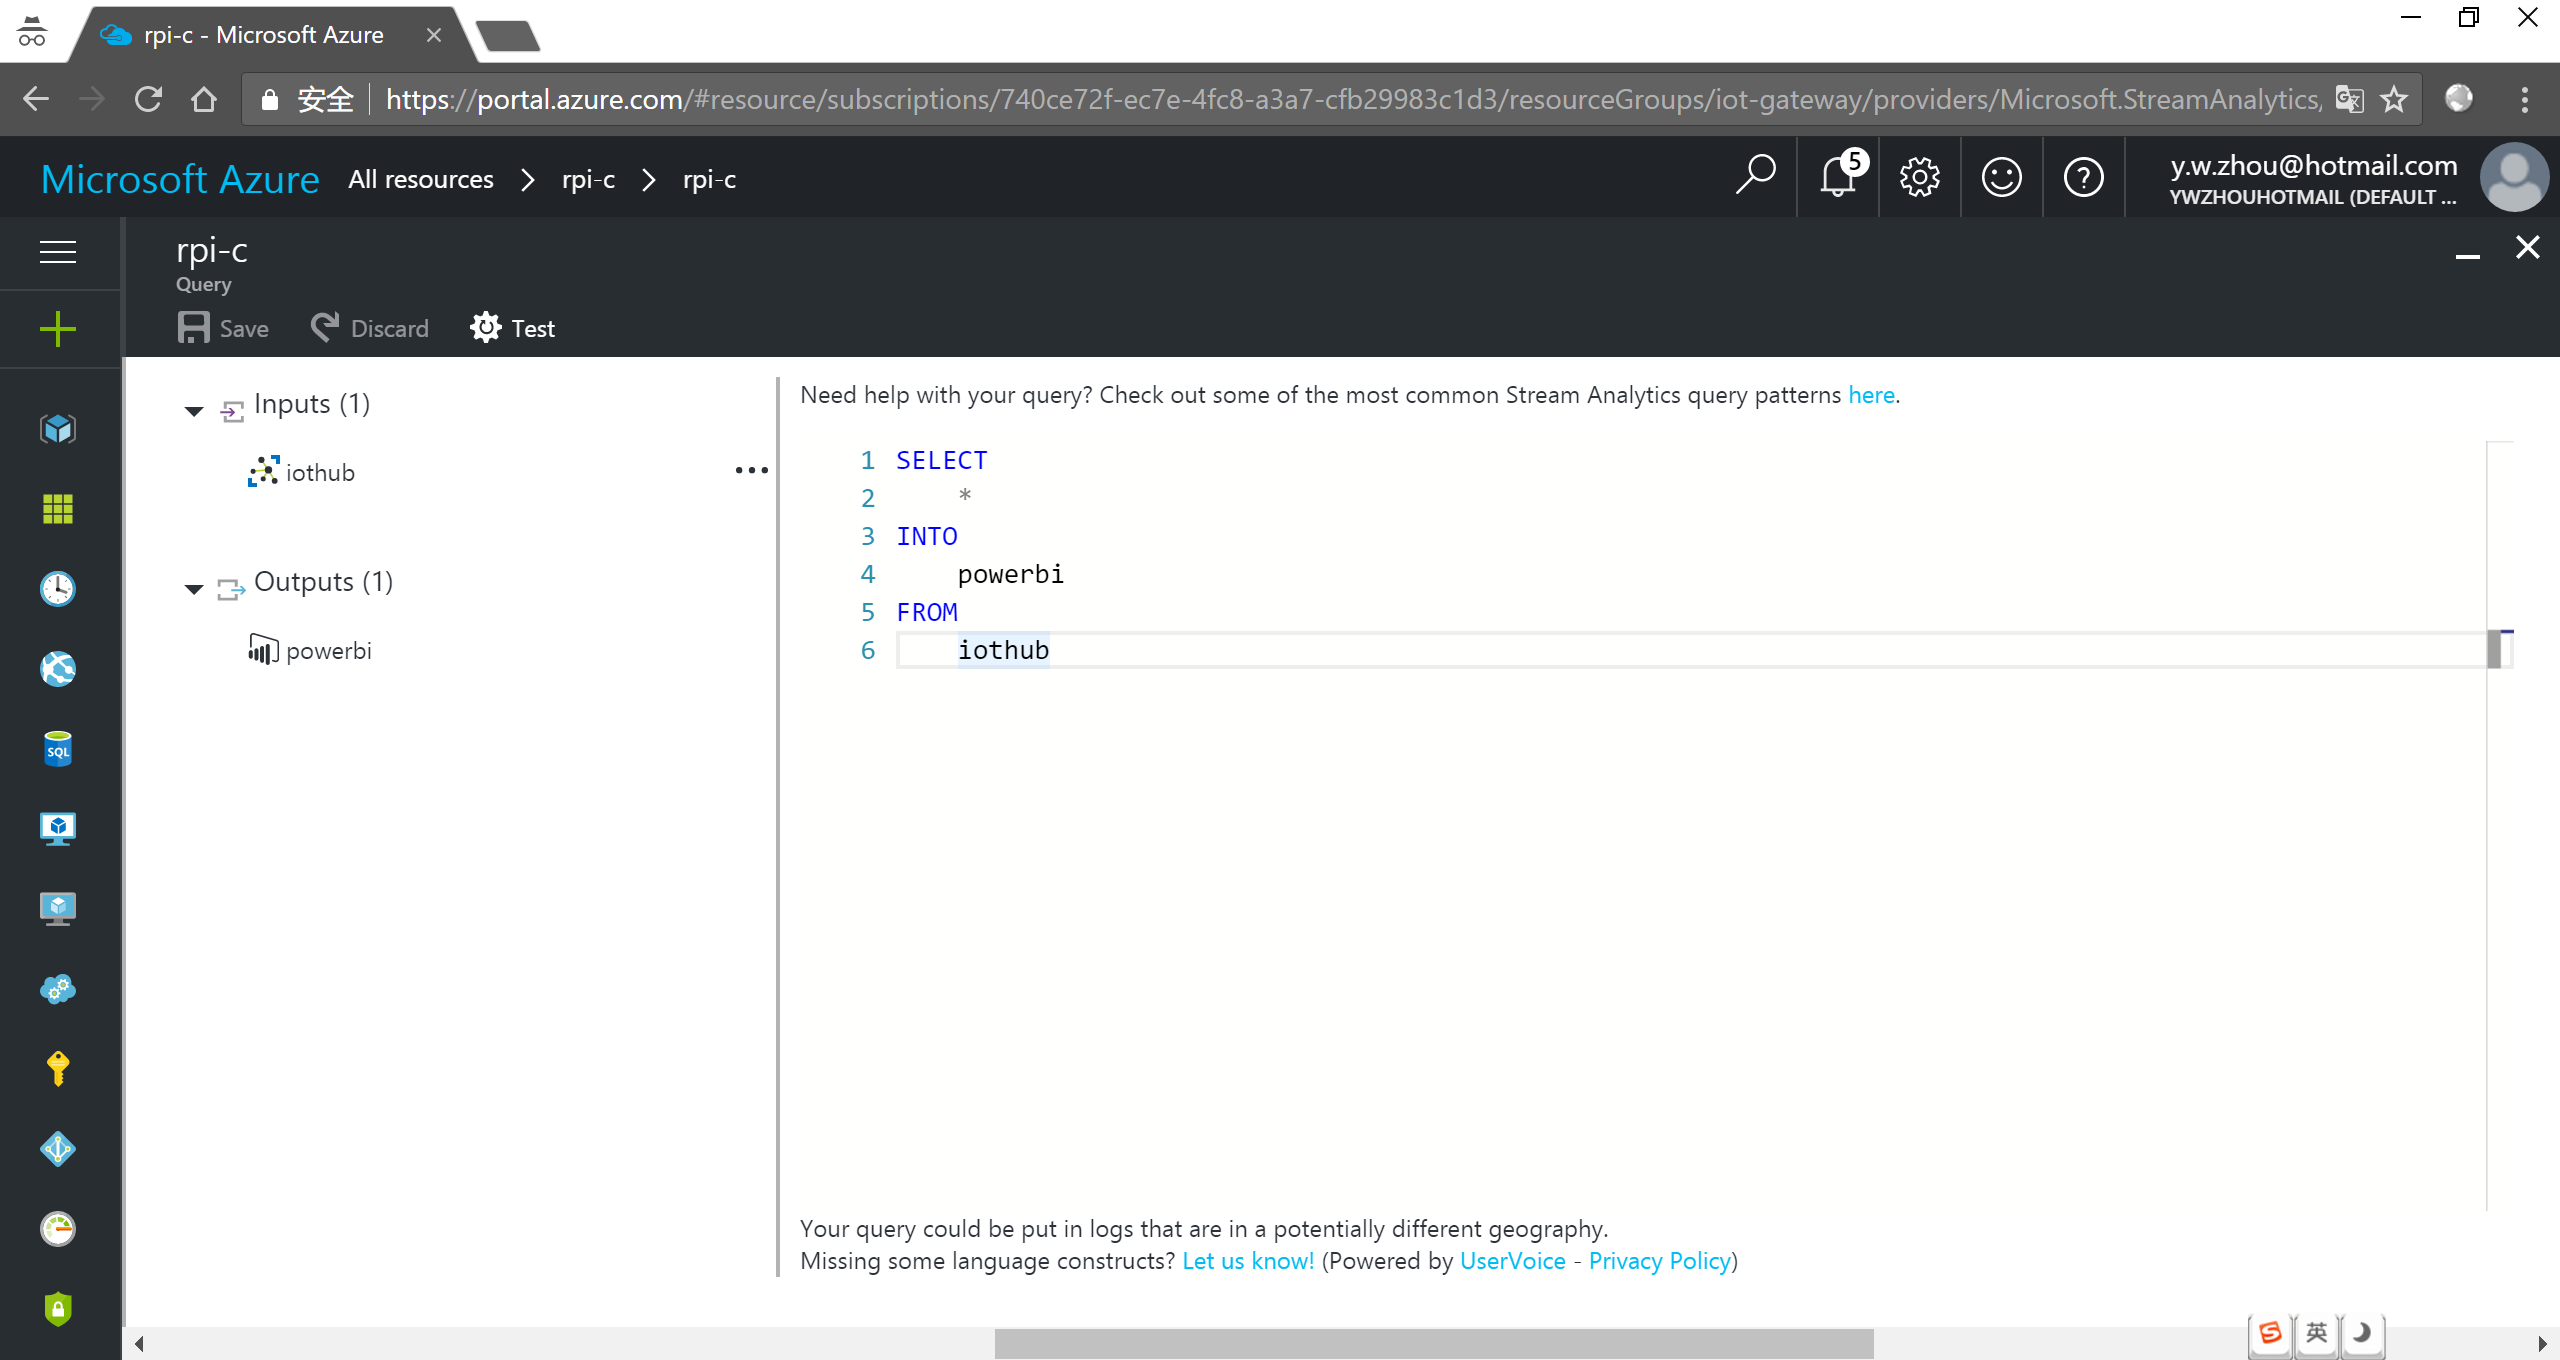 rpi-c - Microsoft Azure
安全 https://portal.azure.com/#resource/subscriptions/740ce72f-ec7e-4fc8-a3a7-cfb29983c1d3/resourceGroups/iot-gateway/providers/Microsoft.StreamAnalytics/
Microsoft Azure All resources > rpi-c > rpi-c
5
y.w.zhou@hotmail.com
YWZHOUHOTMAIL (DEFAULT ...
rpi-c
Query
Save Discard Test
Inputs (1)
iothub
Outputs (1)
powerbi
Need help with your query? Check out some of the most common Stream Analytics query patterns here.
1 SELECT
2 *
3 INTO
4 powerbi
5 FROM
6 iothub
SQL
Your query could be put in logs that are in a potentially different geography.
Missing some language constructs? Let us know! (Powered by UserVoice - Privacy Policy)
英